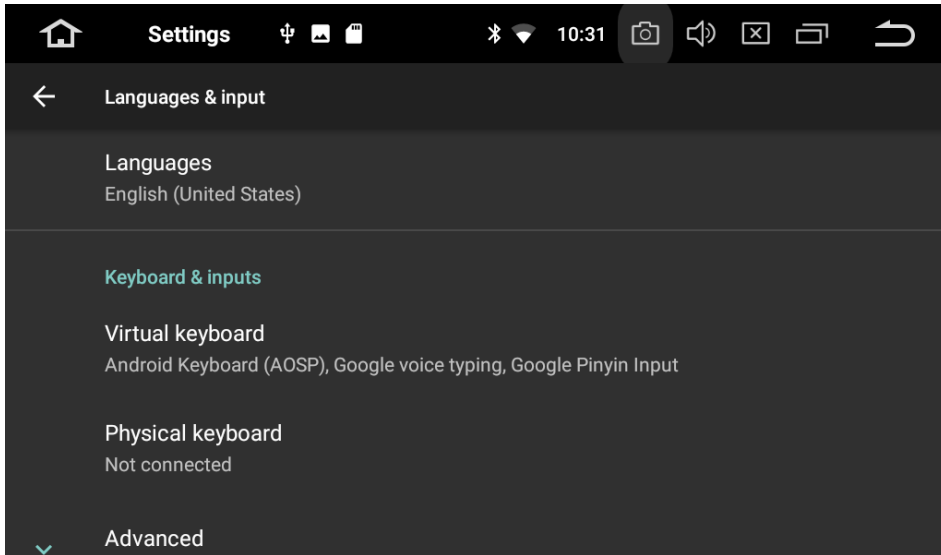 Settings 10:31
Languages & input
Languages
English (United States)
Keyboard & inputs
Virtual keyboard
Android Keyboard (AOSP), Google voice typing, Google Pinyin Input
Physical keyboard
Not connected
Advanced